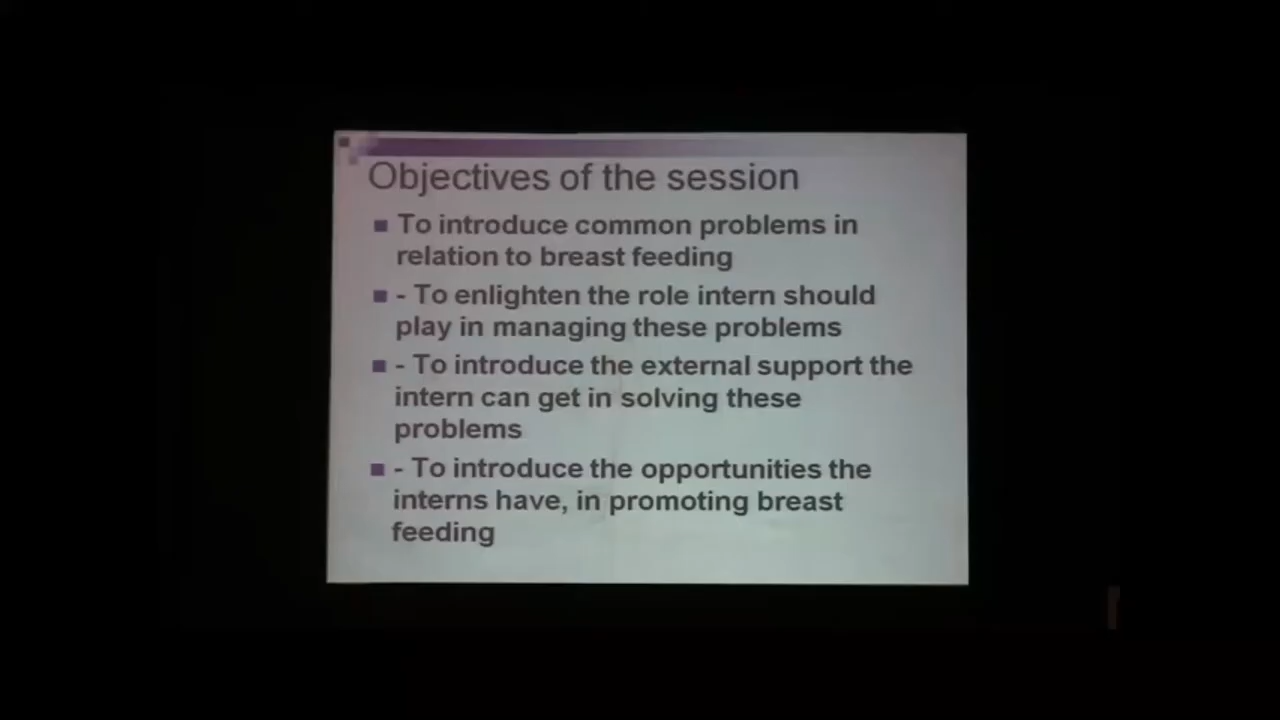 Objectives of the session
To introduce common problems in
relation to breast feeding
- To enlighten the role intern should
play in managing these problems
- To introduce the external support the
intern can get in solving these
problems
- To introduce the opportunities the
interns have, in promoting breast
feeding